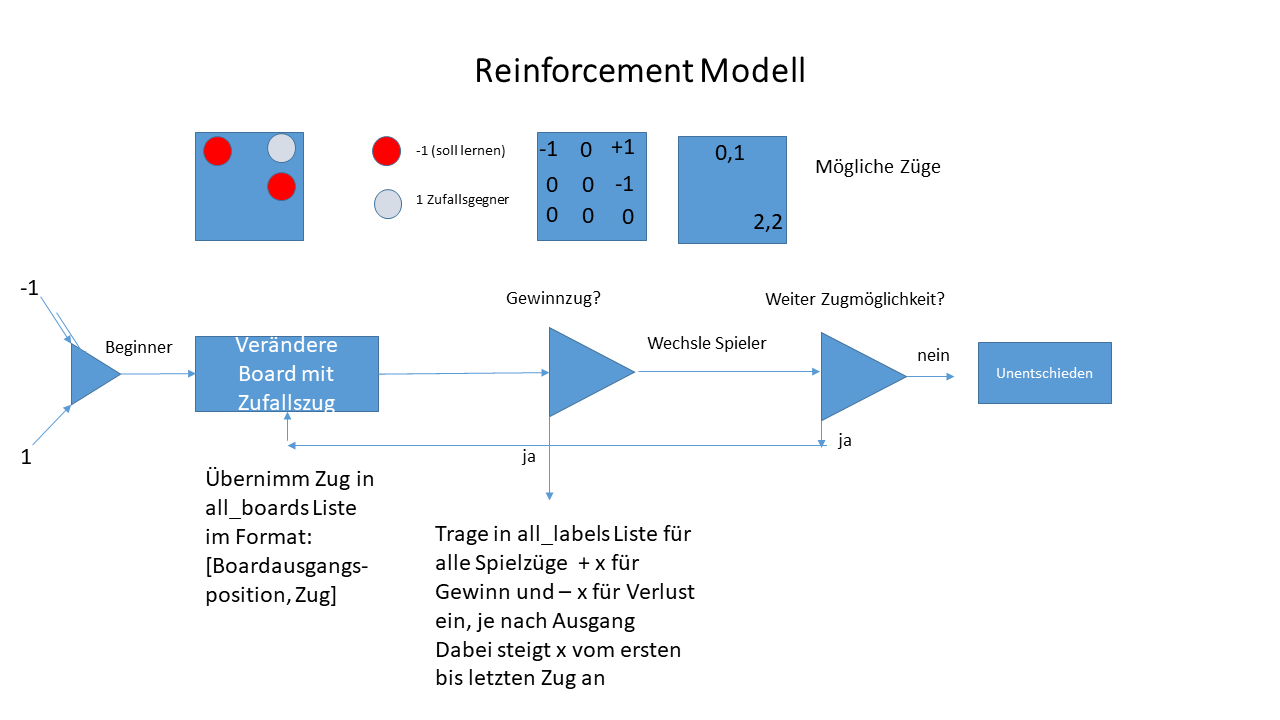 Reinforcement Modell
-1 (soll lernen)
1 Zufallsgegner
-1 0 +1
0 0 -1
0 0 0
0,1
2,2
Mögliche Züge
-1
1
Beginner
Verändere
Board mit
Zufallszug
Gewinnzug?
Wechsle Spieler
Weiter Zugmöglichkeit?
nein
Unentschieden
ja
ja
Übernimm Zug in
all_boards Liste
im Format:
[Boardausgangs-
position, Zug]
Trage in all_labels Liste für
alle Spielzüge + x für
Gewinn und – x für Verlust
ein, je nach Ausgang
Dabei steigt x vom ersten
bis letzten Zug an